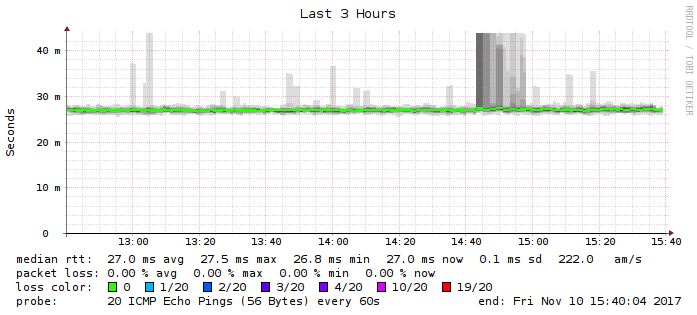 Last 3 Hours
RRDTOOL / TOBI OETIKER
Seconds
40 m
30 m
20 m
10 m
0
13:00 13:20 13:40 14:00 14:20 14:40 15:00 15:20 15:40
median rtt: 27.0 ms avg 27.5 ms max 26.8 ms min 27.0 ms now 0.1 ms sd 222.0 am/s
packet loss: 0.00 % avg 0.00 % max 0.00 % min 0.00 % now
loss color: 0 1/20 2/20 3/20 4/20 10/20 19/20
probe: 20 ICMP Echo Pings (56 Bytes) every 60s end: Fri Nov 10 15:40:04 2017